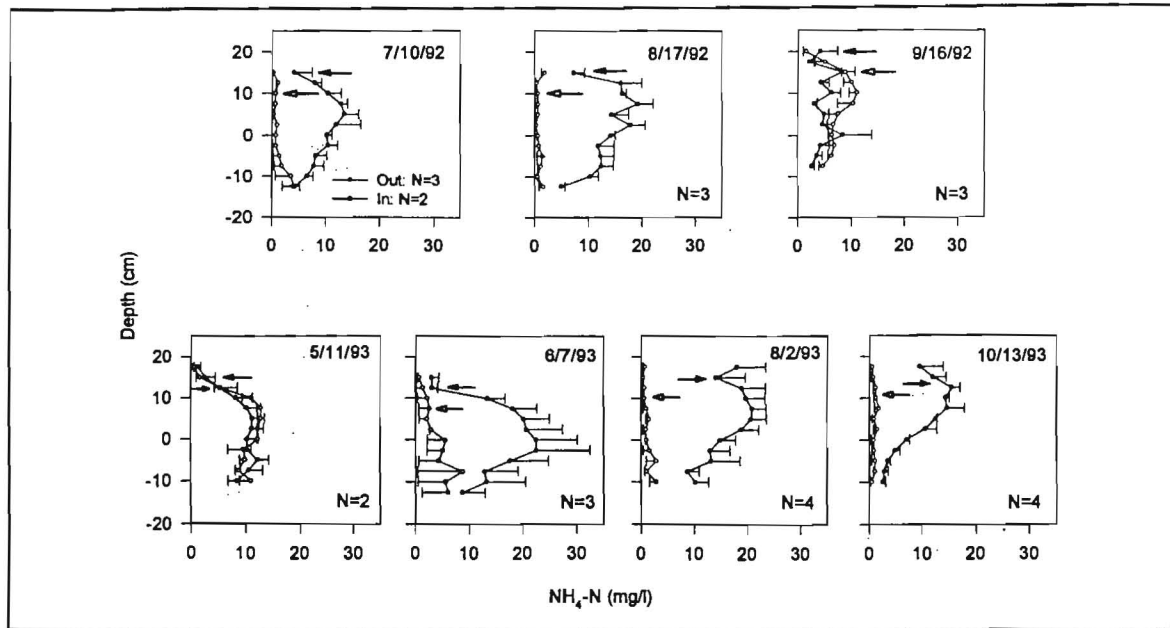 7/10/92
8/17/92
9/16/92
20
10
0
-10
-20
Out: N=3
In: N=2
N=3
N=3
0 10 20 30
0 10 20 30
0 10 20 30
Depth (cm)
5/11/93
6/7/93
8/2/93
10/13/93
20
10
0
-10
-20
N=2
N=3
N=4
N=4
0 10 20 30
0 10 20 30
0 10 20 30
0 10 20 30
NH₄-N (mg/l)